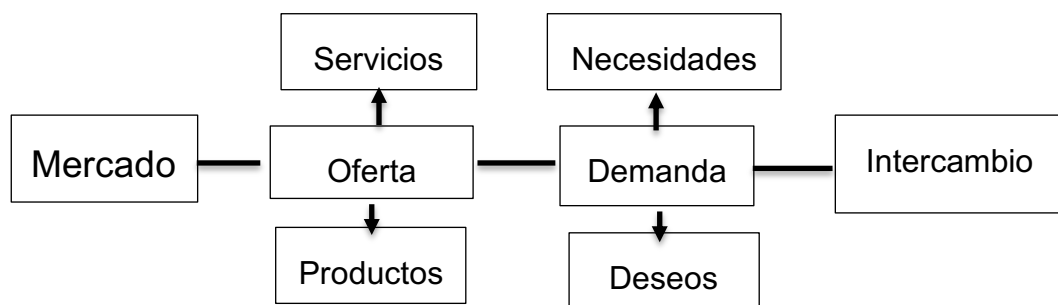 Servicios
Necesidades
Mercado
Oferta
Demanda
Intercambio
Productos
Deseos